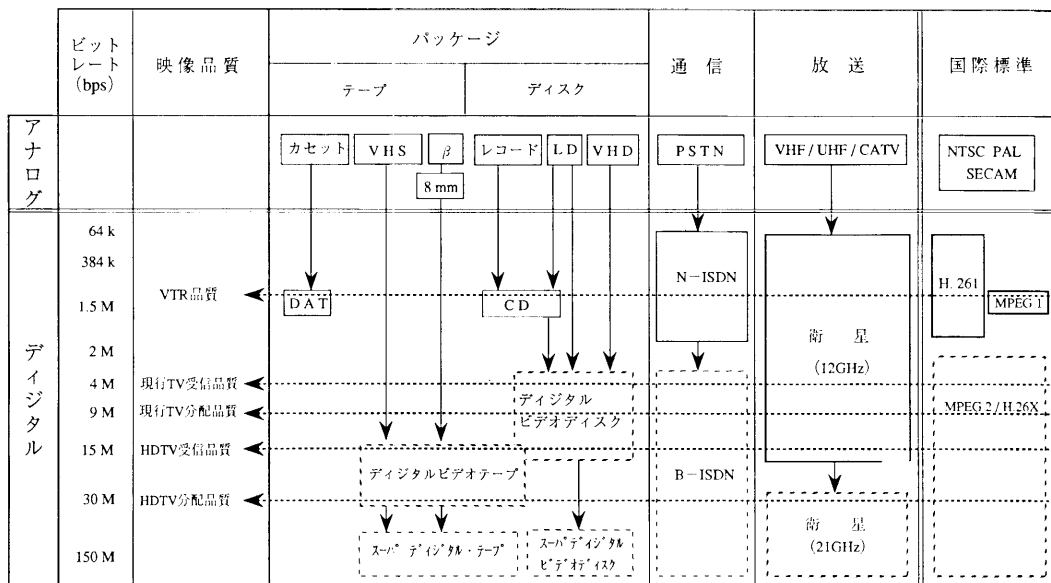 ビット
レート
(bps)
映像品質
パッケージ
テープ
ディスク
通信
放送
国際標準
アナログ
カセット
VHS
β
8 mm
レコード
LD
VHD
PSTN
VHF / UHF / CATV
NTSC PAL
SECAM
ディジタル
64 k
384 k
1.5 M
2 M
4 M
9 M
15 M
30 M
150 M
VTR品質
現行TV受信品質
現行TV分配品質
HDTV受信品質
HDTV分配品質
DAT
CD
ディジタル
ビデオディスク
ディジタルビデオテープ
スーパ ディジタル・テープ
スーパディジタル
ビデオディスク
N−ISDN
B−ISDN
衛 星
(12GHz)
衛 星
(21GHz)
H. 261
MPEG 1
MPEG 2 / H.26X